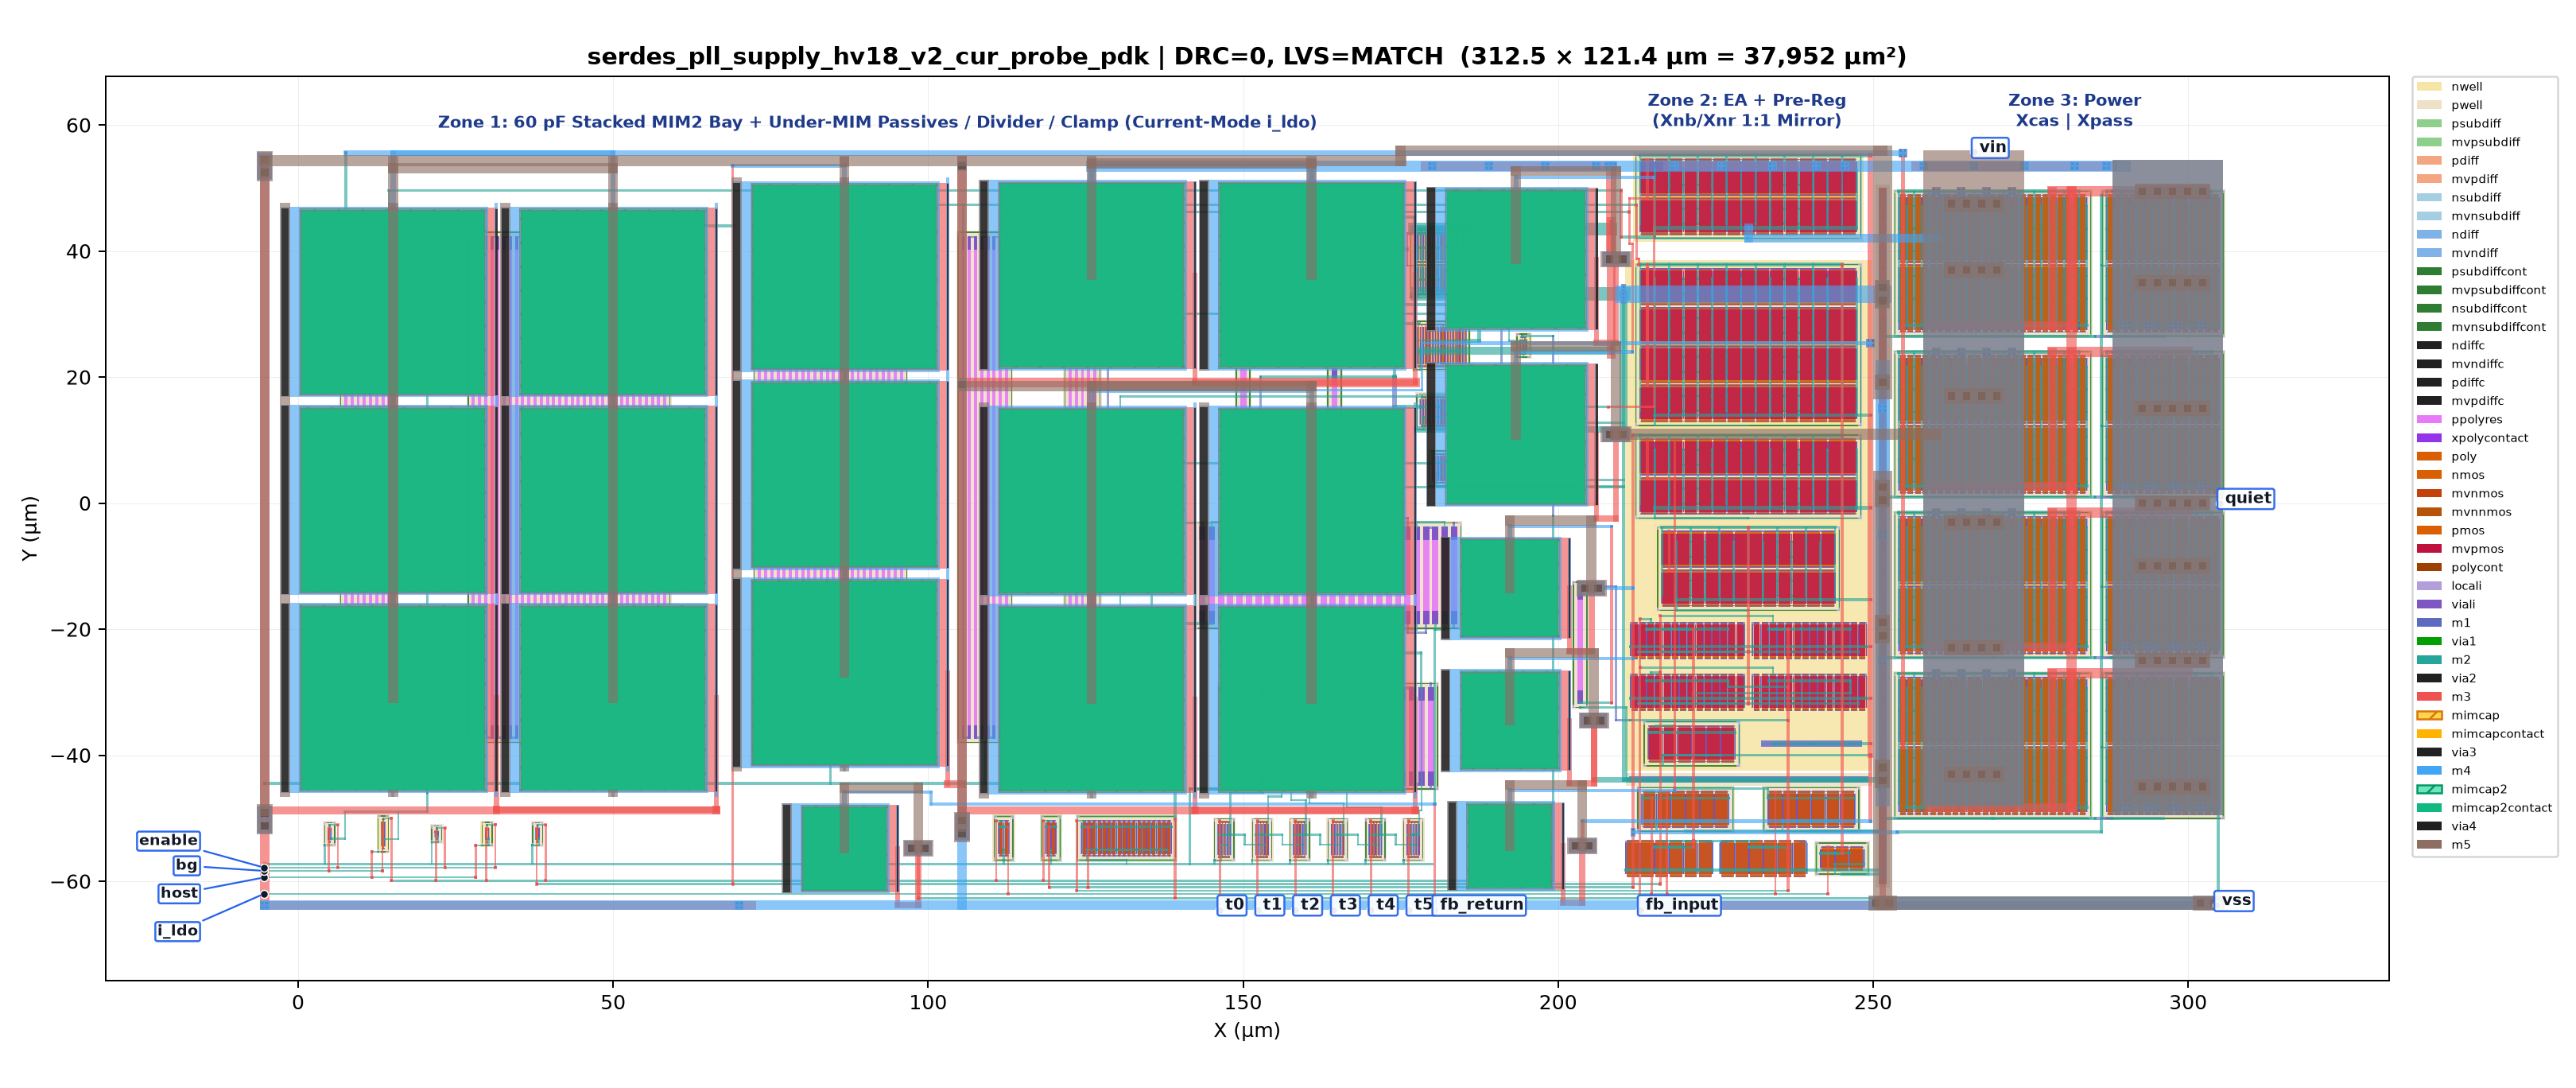 serdes_pll_supply_hv18_v2_cur_probe_pdk | DRC=0, LVS=MATCH  (312.5 × 121.4 μm = 37,952 μm²)
Zone 1: 60 pF Stacked MIM2 Bay + Under-MIM Passives / Divider / Clamp (Current-Mode i_ldo)
Zone 2: EA + Pre-Reg
(Xnb/Xnr 1:1 Mirror)
Zone 3: Power
Xcas | Xpass
vin
quiet
enable
bg
host
i_ldo
t0
t1
t2
t3
t4
t5
fb_return
fb_input
vss
60
40
20
0
−20
−40
−60
Y (μm)
0
50
100
150
200
250
300
X (μm)
nwell
pwell
psubdiff
mvpsubdiff
pdiff
mvpdiff
nsubdiff
mvnsubdiff
ndiff
mvndiff
psubdiffcont
mvpsubdiffcont
nsubdiffcont
mvnsubdiffcont
ndiffc
mvndiffc
pdiffc
mvpdiffc
ppolyres
xpolycontact
poly
nmos
mvnmos
mvnnmos
pmos
mvpmos
polycont
locali
viali
m1
via1
m2
via2
m3
mimcap
mimcapcontact
via3
m4
mimcap2
mimcap2contact
via4
m5